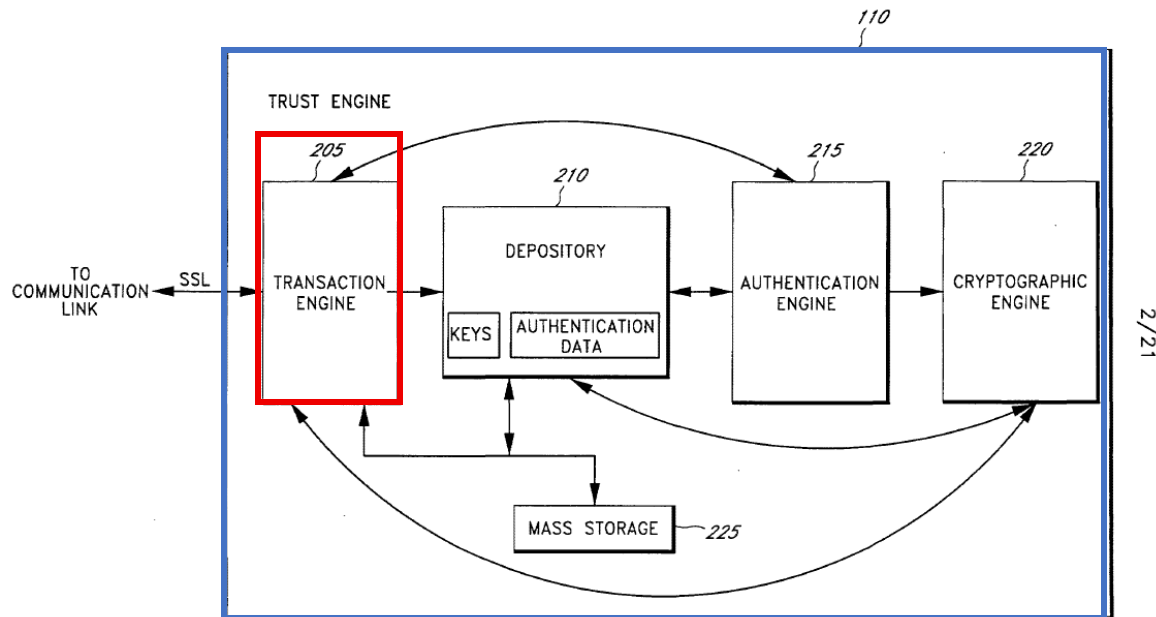 110
TRUST ENGINE
205
215
220
210
DEPOSITORY
TO
COMMUNICATION
LINK
SSL
TRANSACTION
ENGINE
AUTHENTICATION
ENGINE
CRYPTOGRAPHIC
ENGINE
KEYS
AUTHENTICATION
DATA
2/21
MASS STORAGE
225